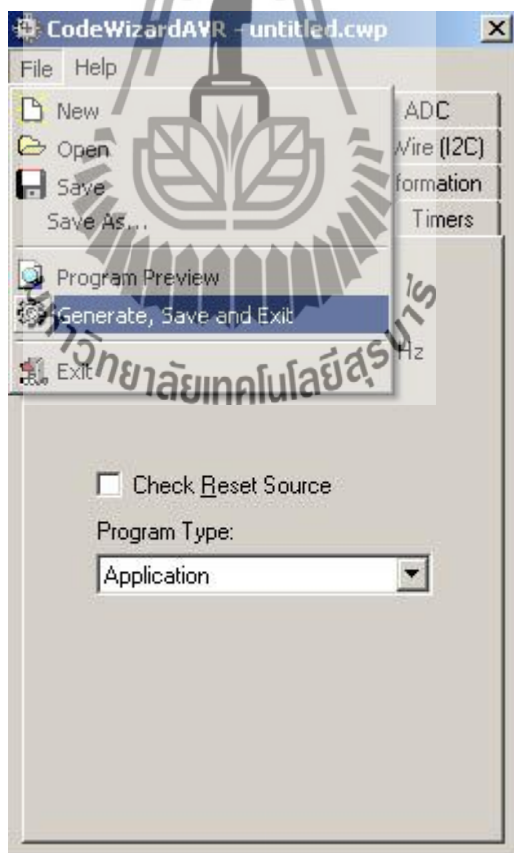 CodeWizardAVR - untitled.cwp
File Help
New
Open
Save
Save As...
Program Preview
Generate, Save and Exit
Exit
ADC
Wire (I2C)
formation
Timers
Hz
Check Reset Source
Program Type:
Application
มหาวิทยาลัยเทคโนโลยีสุรนารี